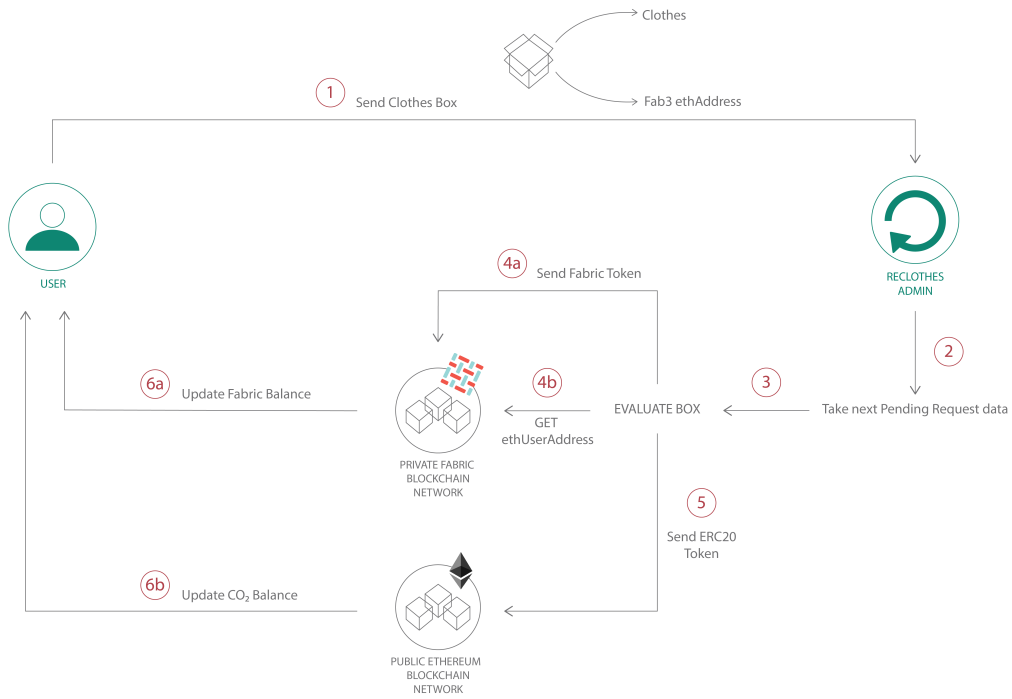 Clothes
1
Send Clothes Box
Fab3 ethAddress
USER
RECLOTHES
ADMIN
4a
Send Fabric Token
2
6a
Update Fabric Balance
4b
GET
ethUserAddress
EVALUATE BOX
3
Take next Pending Request data
PRIVATE FABRIC
BLOCKCHAIN
NETWORK
5
Send ERC20
Token
6b
Update CO₂ Balance
PUBLIC ETHEREUM
BLOCKCHAIN
NETWORK